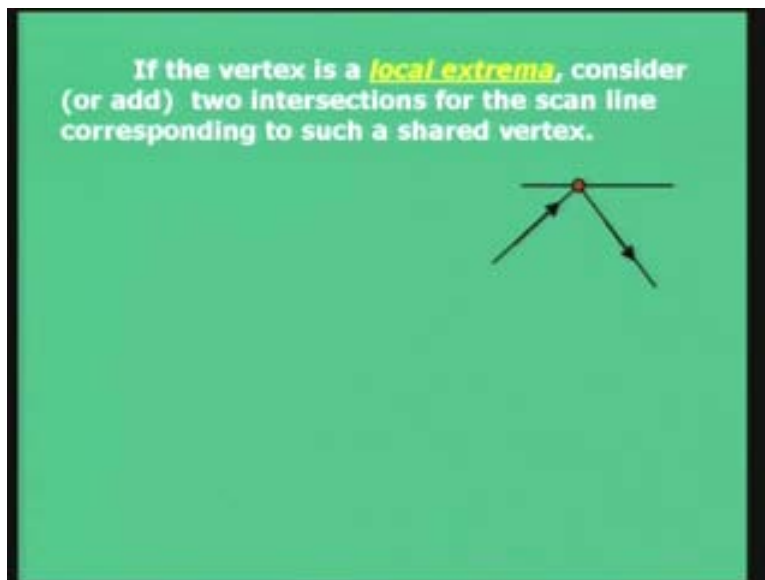 If the vertex is a local extrema, consider
(or add) two intersections for the scan line
corresponding to such a shared vertex.